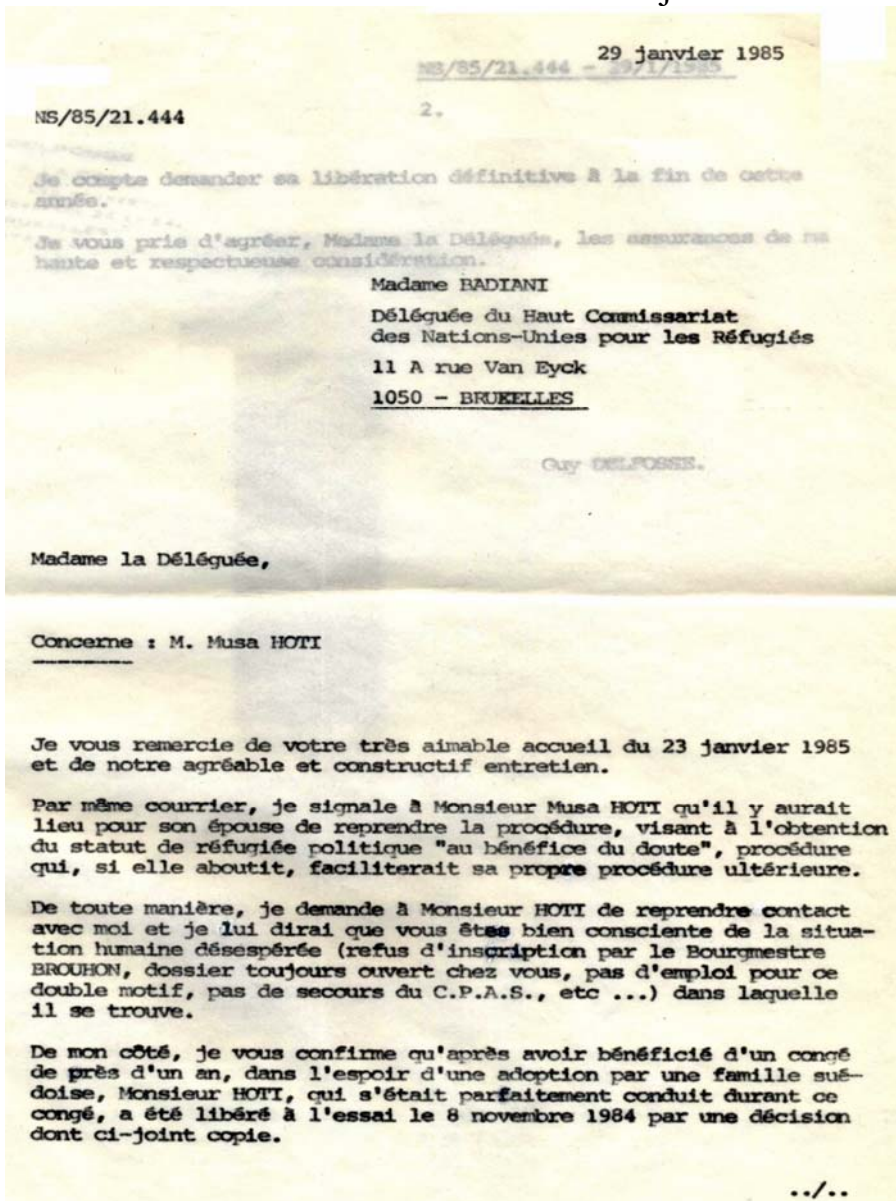 29 janvier 1985
NS/85/21.444 - 29/1/1985
NS/85/21.444
2.
Je compte demander sa libération définitive à la fin de cette
année.
Je vous prie d'agréer, Madame la Déléguée, les assurances de ma
haute et respectueuse considération.
Madame BADIANI
Déléguée du Haut Commissariat
des Nations-Unies pour les Réfugiés
11 A rue Van Eyck
1050 - BRUXELLES
Guy DELFOSSE.
Madame la Déléguée,
Concerne : M. Musa HOTI
Je vous remercie de votre très aimable accueil du 23 janvier 1985
et de notre agréable et constructif entretien.
Par même courrier, je signale à Monsieur Musa HOTI qu'il y aurait
lieu pour son épouse de reprendre la procédure, visant à l'obtention
du statut de réfugiée politique "au bénéfice du doute", procédure
qui, si elle aboutit, faciliterait sa propre procédure ultérieure.
De toute manière, je demande à Monsieur HOTI de reprendre contact
avec moi et je lui dirai que vous êtes bien consciente de la situa-
tion humaine désespérée (refus d'inscription par le Bourgmestre
BROUHON, dossier toujours ouvert chez vous, pas d'emploi pour ce
double motif, pas de secours du C.P.A.S., etc ...) dans laquelle
il se trouve.
De mon côté, je vous confirme qu'après avoir bénéficié d'un congé
de près d'un an, dans l'espoir d'une adoption par une famille sué-
doise, Monsieur HOTI, qui s'était parfaitement conduit durant ce
congé, a été libéré à l'essai le 8 novembre 1984 par une décision
dont ci-joint copie.
../..